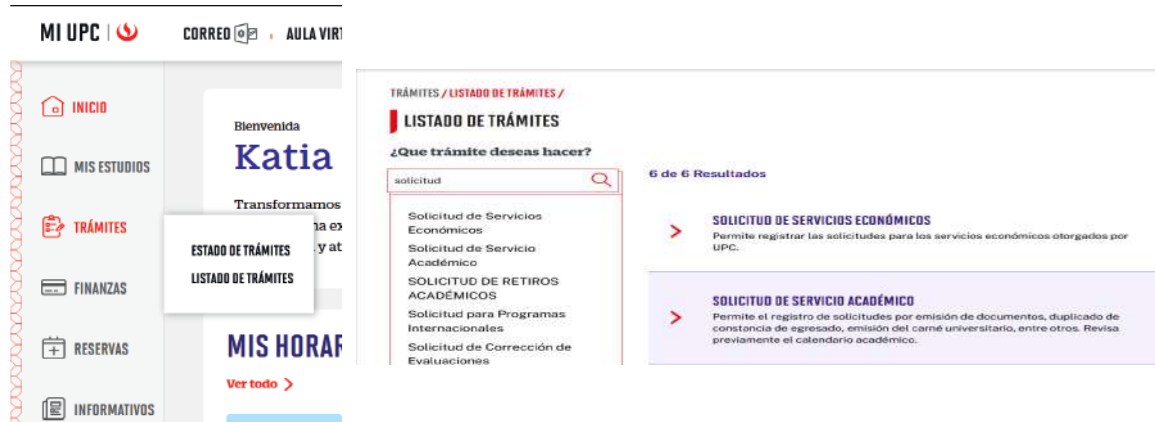 MI UPC
CORREO
AULA VIRT
INICIO
MIS ESTUDIOS
TRÁMITES
FINANZAS
RESERVAS
INFORMATIVOS
Bienvenida
Katia
Transformamos
na ex
y at
ESTADO DE TRÁMITES
LISTADO DE TRÁMITES
MIS HORAR
Ver todo
TRÁMITES / LISTADO DE TRÁMITES /
LISTADO DE TRÁMITES
¿Que trámite deseas hacer?
solicitud
Solicitud de Servicios
Económicos
Solicitud de Servicio
Académico
SOLICITUD DE RETIROS
ACADÉMICOS
Solicitud para Programas
Internacionales
Solicitud de Corrección de
Evaluaciones
6 de 6 Resultados
SOLICITUD DE SERVICIOS ECONÓMICOS
Permite registrar las solicitudes para los servicios económicos otorgados por
UPC.
SOLICITUD DE SERVICIO ACADÉMICO
Permite el registro de solicitudes por emisión de documentos, duplicado de
constancia de egresado, emisión del carné universitario, entre otros. Revisa
previamente el calendario académico.